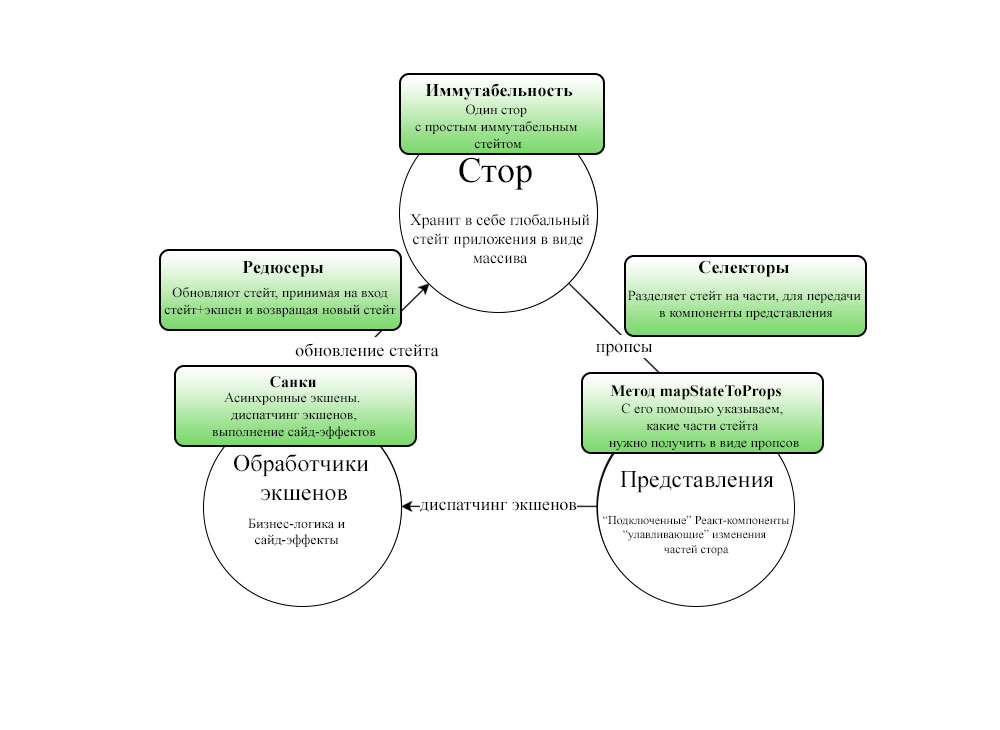 Иммутабельность
Один стор
с простым иммутабельным
стейтом
Стор
Хранит в себе глобальный
стейт приложения в виде
массива
Редюсеры
Обновляют стейт, принимая на вход
стейт+экшен и возвращая новый стейт
Селекторы
Разделяет стейт на части, для передачи
в компоненты представления
обновление стейта
пропсы
Санки
Асинхронные экшены.
диспатчинг экшенов,
выполнение сайд-эффектов
Метод mapStateToProps
С его помощью указываем,
какие части стейта
нужно получить в виде пропсов
Обработчики
экшенов
Бизнес-логика и
сайд-эффекты
диспатчинг экшенов
Представления
“Подключенные” Реакт-компоненты
“улавливающие” изменения
частей стора